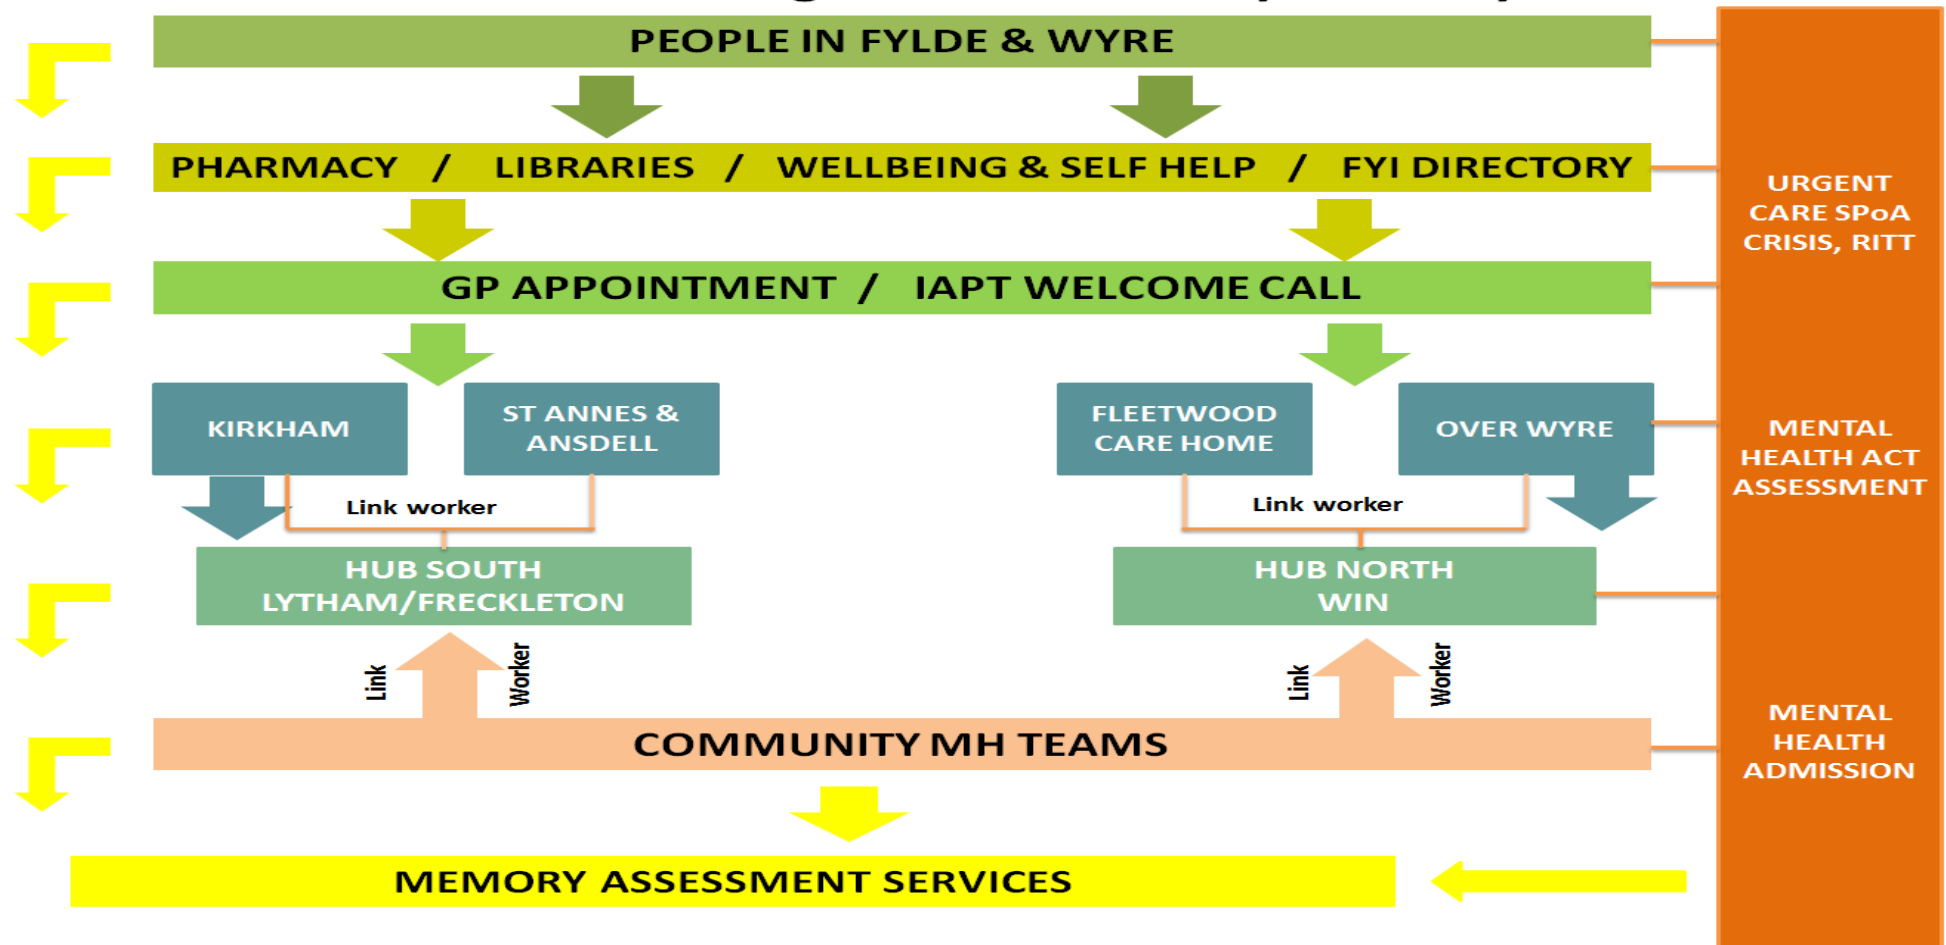 PEOPLE IN FYLDE & WYRE
PHARMACY / LIBRARIES / WELLBEING & SELF HELP / FYI DIRECTORY
GP APPOINTMENT / IAPT WELCOME CALL
KIRKHAM
ST ANNES &
ANSDELL
FLEETWOOD
CARE HOME
OVER WYRE
Link worker
Link worker
HUB SOUTH
LYTHAM/FRECKLETON
HUB NORTH
WIN
Link
Worker
Link
Worker
COMMUNITY MH TEAMS
MEMORY ASSESSMENT SERVICES
URGENT
CARE SPoA
CRISIS, RITT
MENTAL
HEALTH ACT
ASSESSMENT
MENTAL
HEALTH
ADMISSION